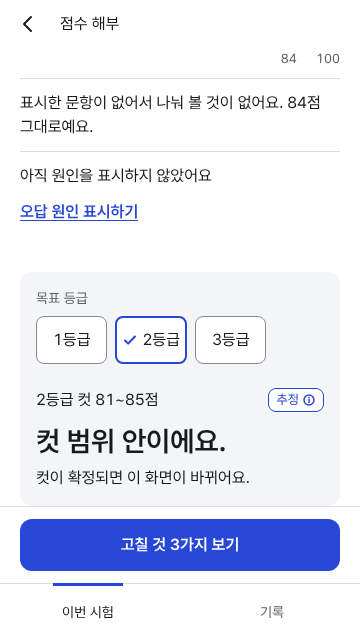 점수 해부
84 100
표시한 문항이 없어서 나눠 볼 것이 없어요. 84점
그대로예요.
아직 원인을 표시하지 않았어요
오답 원인 표시하기
목표 등급
1등급 2등급 3등급
2등급 컷 81~85점 추정
컷 범위 안이에요.
컷이 확정되면 이 화면이 바뀌어요.
고칠 것 3가지 보기
이번 시험 기록